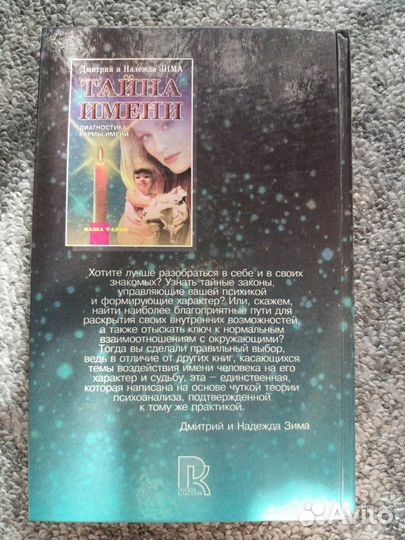 Дмитрий и Надежда ЗИМА
ТАЙНА
ИМЕНИ
ДИАГНОСТИКА
КАРМЫ ИМЕНИ
ВАША ТАЙНА
Хотите лучше разобраться в себе и в своих
знакомых? Узнать тайные законы,
управляющие вашей психикой
и формирующие характер? Или, скажем,
найти наиболее благоприятные пути для
раскрытия своих внутренних возможностей,
а также отыскать ключ к нормальным
взаимоотношениям с окружающими?
Тогда вы сделали правильный выбор,
ведь в отличие от других книг, касающихся
темы воздействия имени человека на его
характер и судьбу, эта – единственная,
которая написана на основе чуткой теории
психоанализа, подтвержденной
к тому же практикой.
Дмитрий и Надежда Зима
Avito